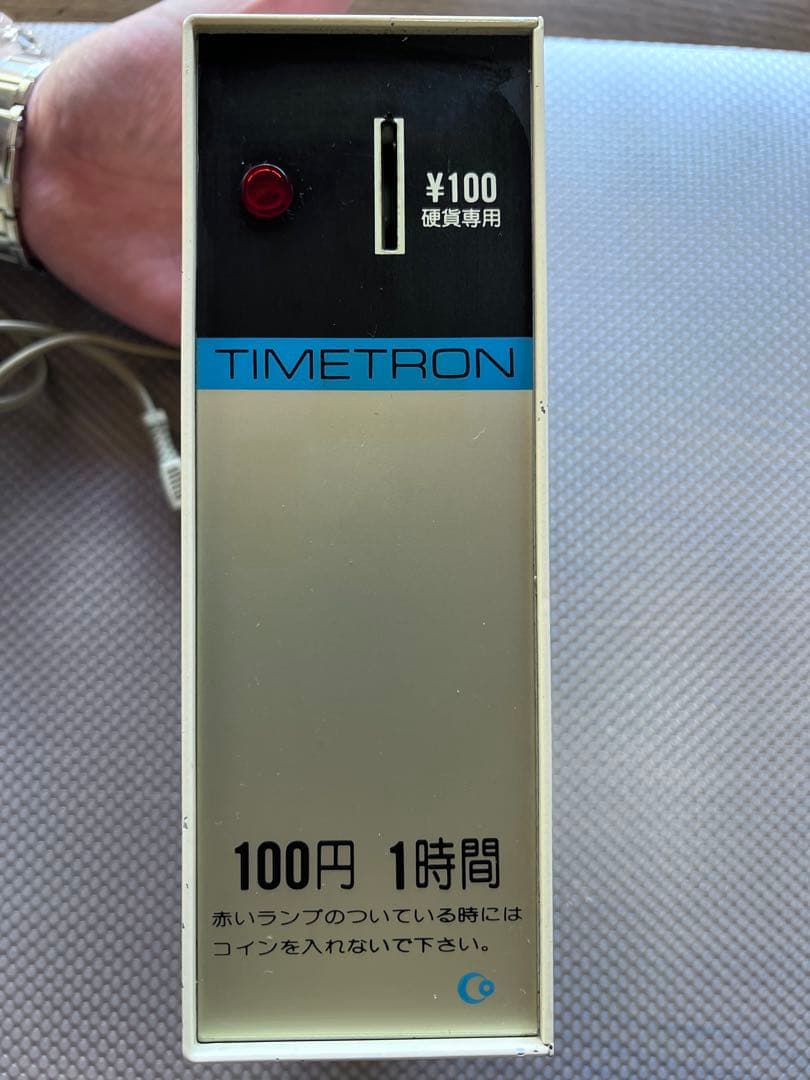 ¥100
硬貨専用
TIMETRON
100円 1時間
赤いランプのついている時には
コインを入れないで下さい。